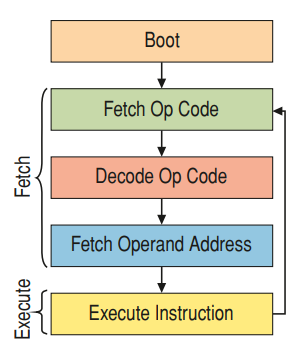 Boot
Fetch Op Code
Decode Op Code
Fetch Operand Address
Execute Instruction
Fetch
Execute